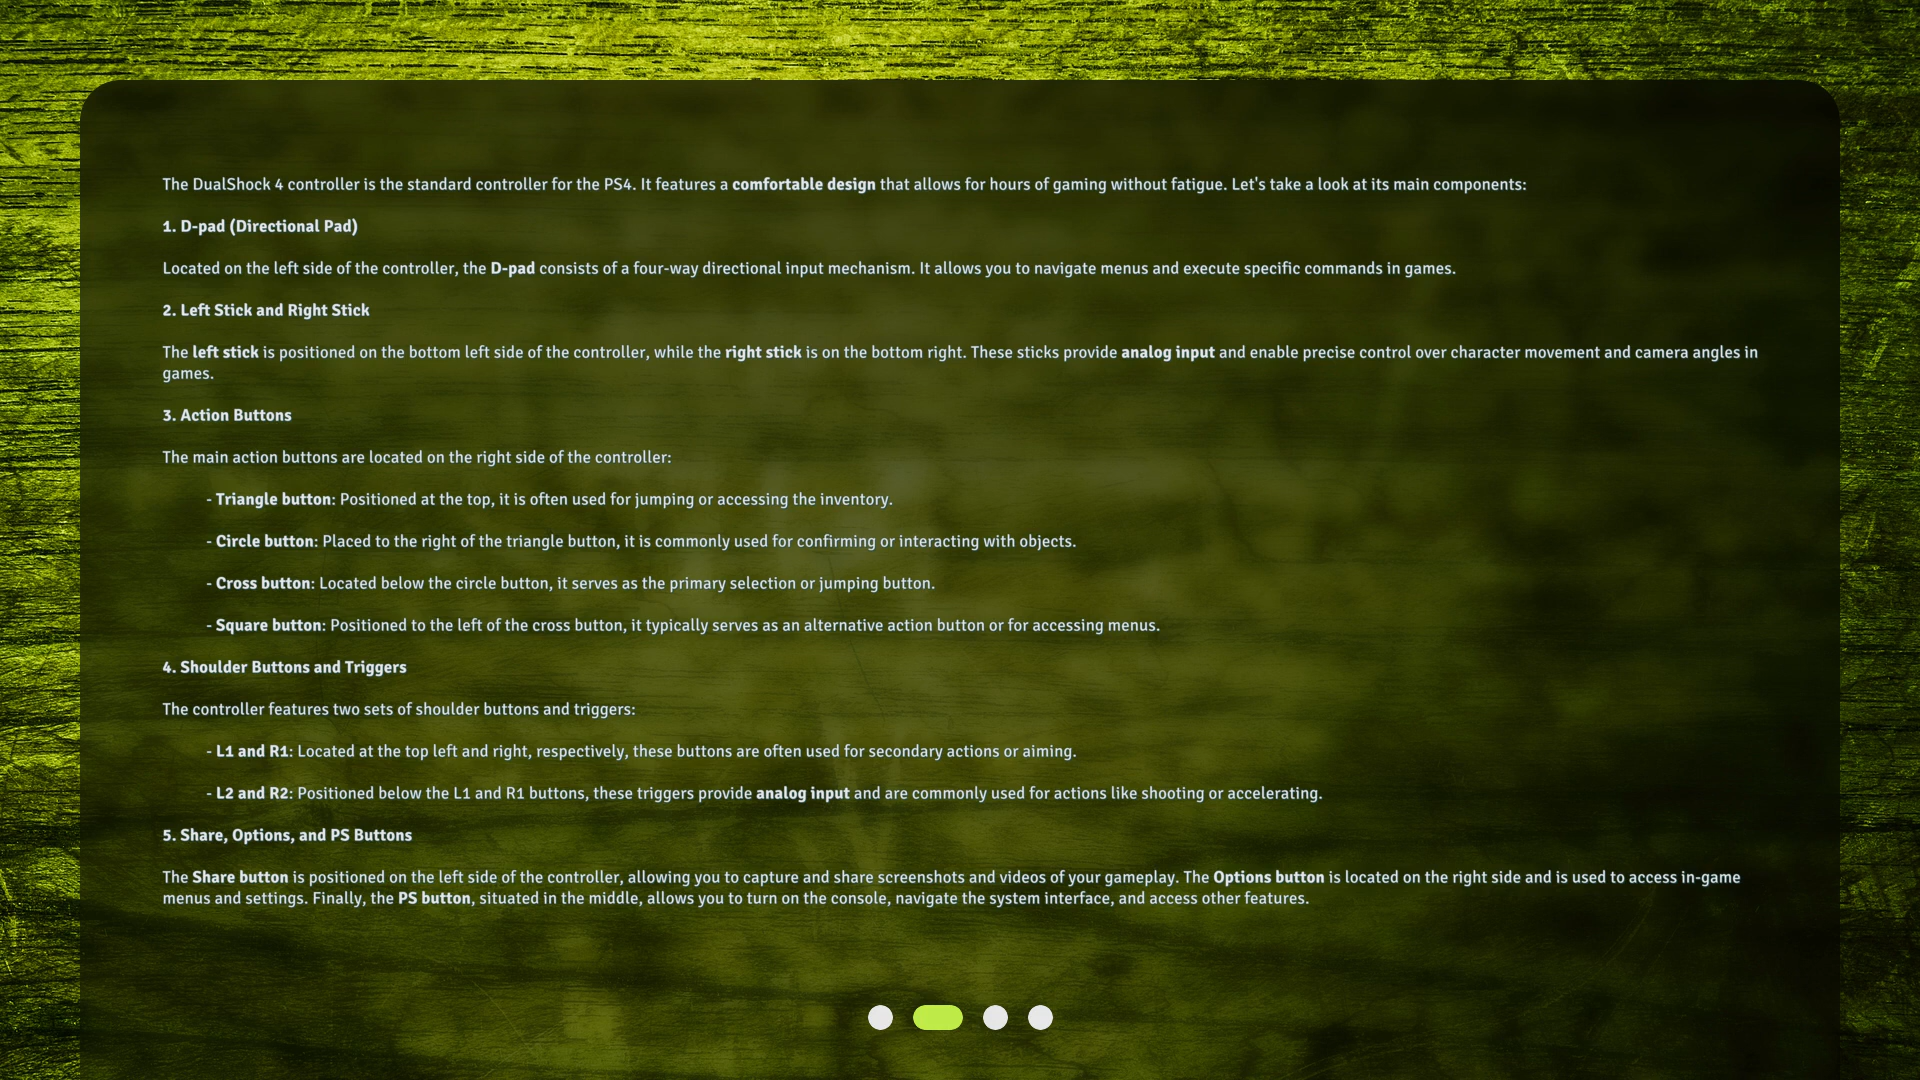 The DualShock 4 controller is the standard controller for the PS4. It features a comfortable design that allows for hours of gaming without fatigue. Let's take a look at its main components:
1. D-pad (Directional Pad)
Located on the left side of the controller, the D-pad consists of a four-way directional input mechanism. It allows you to navigate menus and execute specific commands in games.
2. Left Stick and Right Stick
The left stick is positioned on the bottom left side of the controller, while the right stick is on the bottom right. These sticks provide analog input and enable precise control over character movement and camera angles in
games.
3. Action Buttons
The main action buttons are located on the right side of the controller:
- Triangle button: Positioned at the top, it is often used for jumping or accessing the inventory.
- Circle button: Placed to the right of the triangle button, it is commonly used for confirming or interacting with objects.
- Cross button: Located below the circle button, it serves as the primary selection or jumping button.
- Square button: Positioned to the left of the cross button, it typically serves as an alternative action button or for accessing menus.
4. Shoulder Buttons and Triggers
The controller features two sets of shoulder buttons and triggers:
- L1 and R1: Located at the top left and right, respectively, these buttons are often used for secondary actions or aiming.
- L2 and R2: Positioned below the L1 and R1 buttons, these triggers provide analog input and are commonly used for actions like shooting or accelerating.
5. Share, Options, and PS Buttons
The Share button is positioned on the left side of the controller, allowing you to capture and share screenshots and videos of your gameplay. The Options button is located on the right side and is used to access in-game
menus and settings. Finally, the PS button, situated in the middle, allows you to turn on the console, navigate the system interface, and access other features.